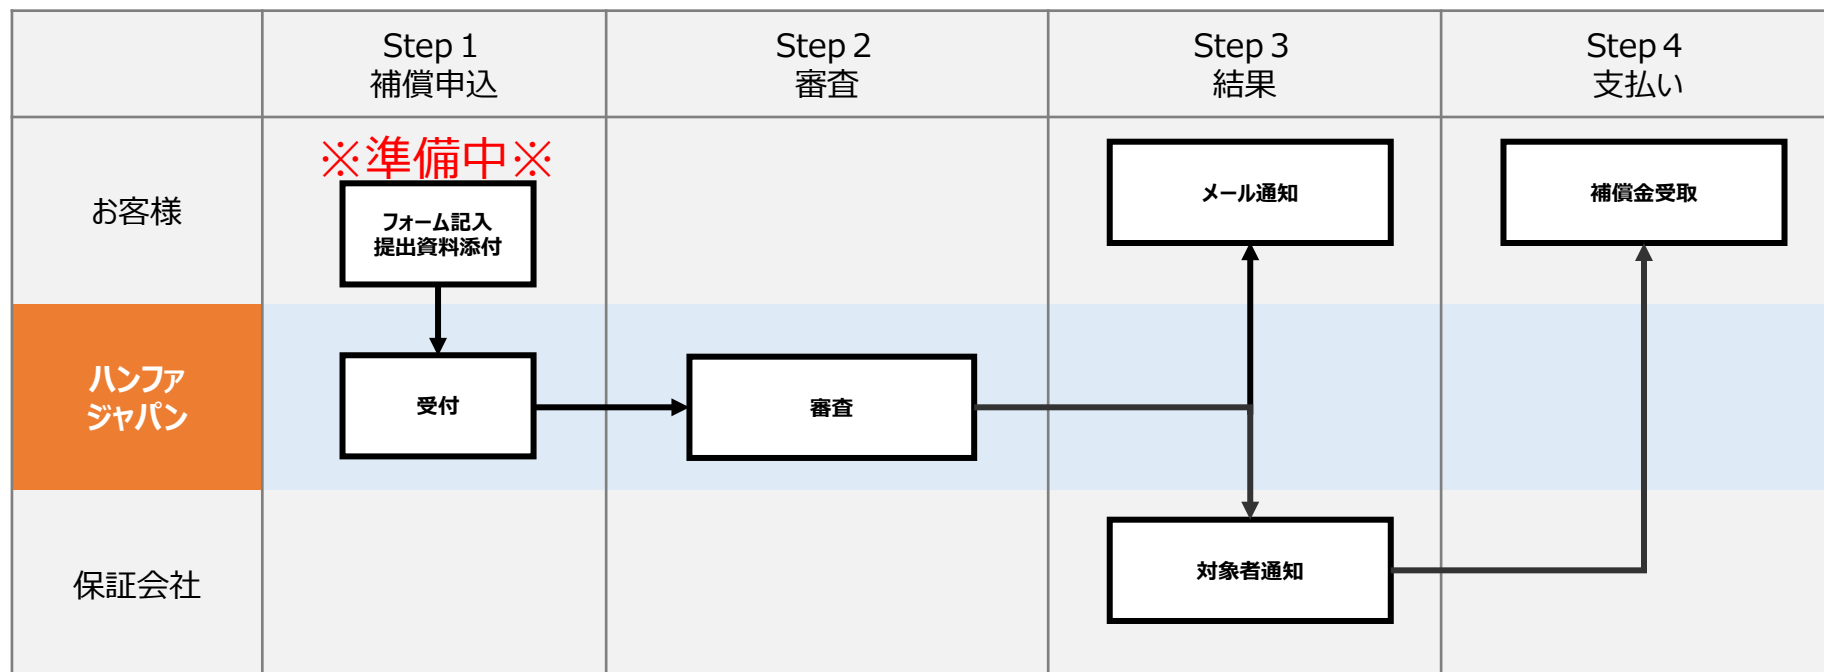 Step 1
補償申込
Step 2
審査
Step 3
結果
Step 4
支払い
お客様
※準備中※
フォーム記入
提出資料添付
メール通知
補償金受取
ハンファ
ジャパン
受付
審査
保証会社
対象者通知